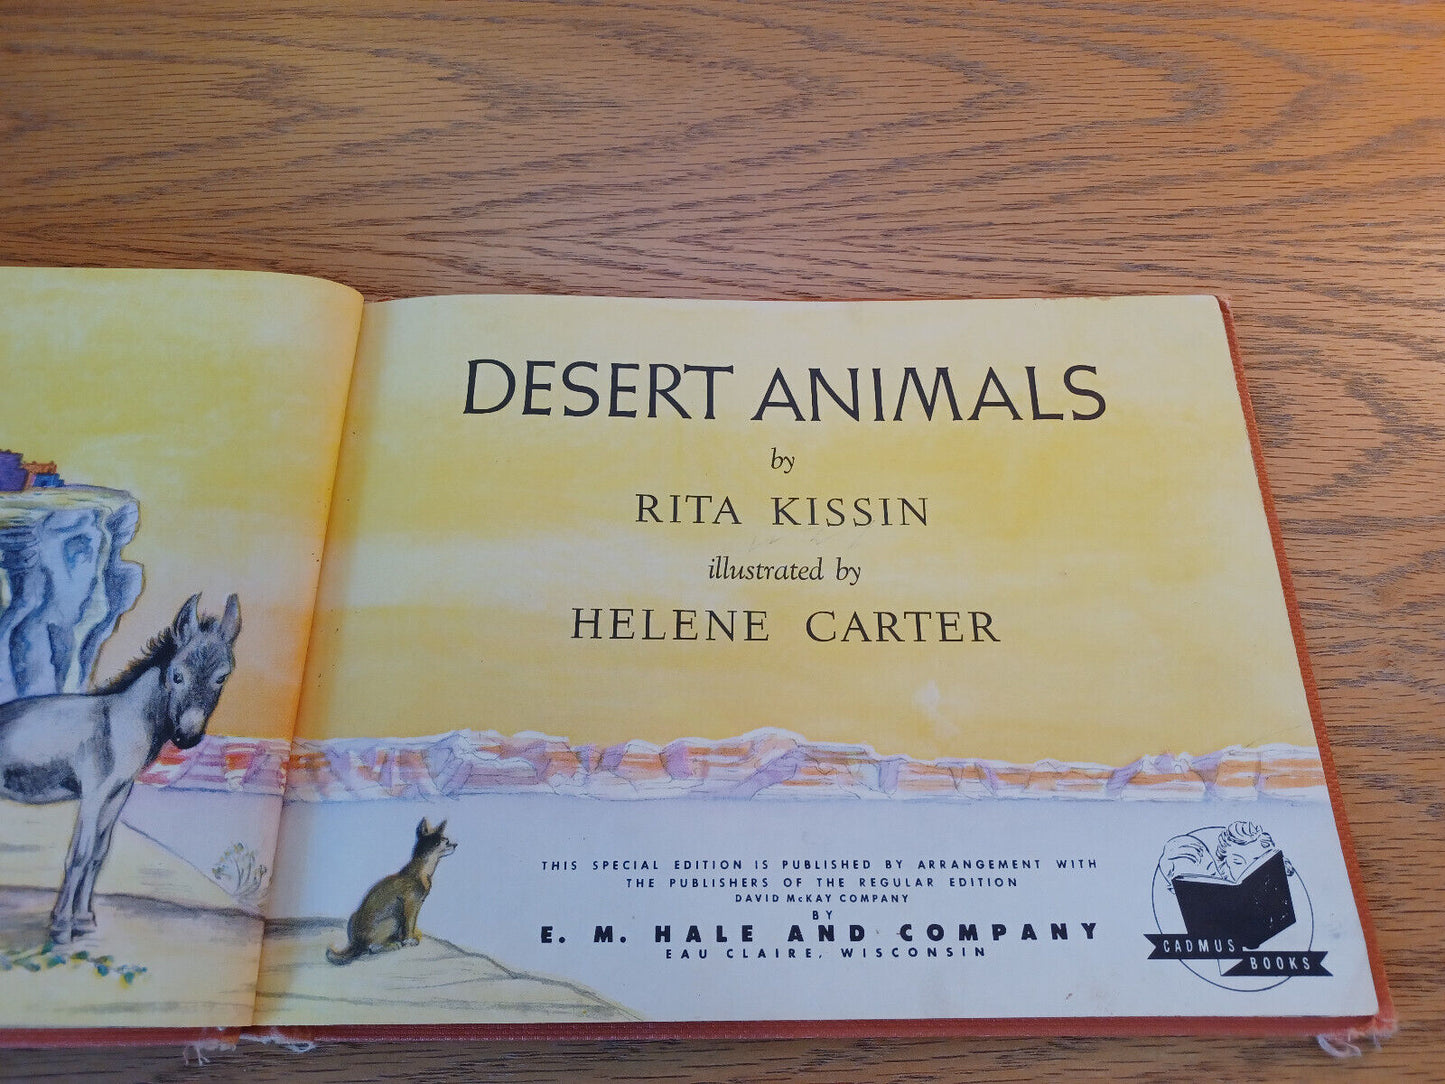 DESERT ANIMALS
by
RITA KISSIN
illustrated by
HELENE CARTER
THIS SPECIAL EDITION IS PUBLISHED BY ARRANGEMENT WITH
THE PUBLISHERS OF THE REGULAR EDITION
DAVID McKAY COMPANY
BY
E. M. HALE AND COMPANY
EAU CLAIRE, WISCONSIN
CADMUS
BOOKS